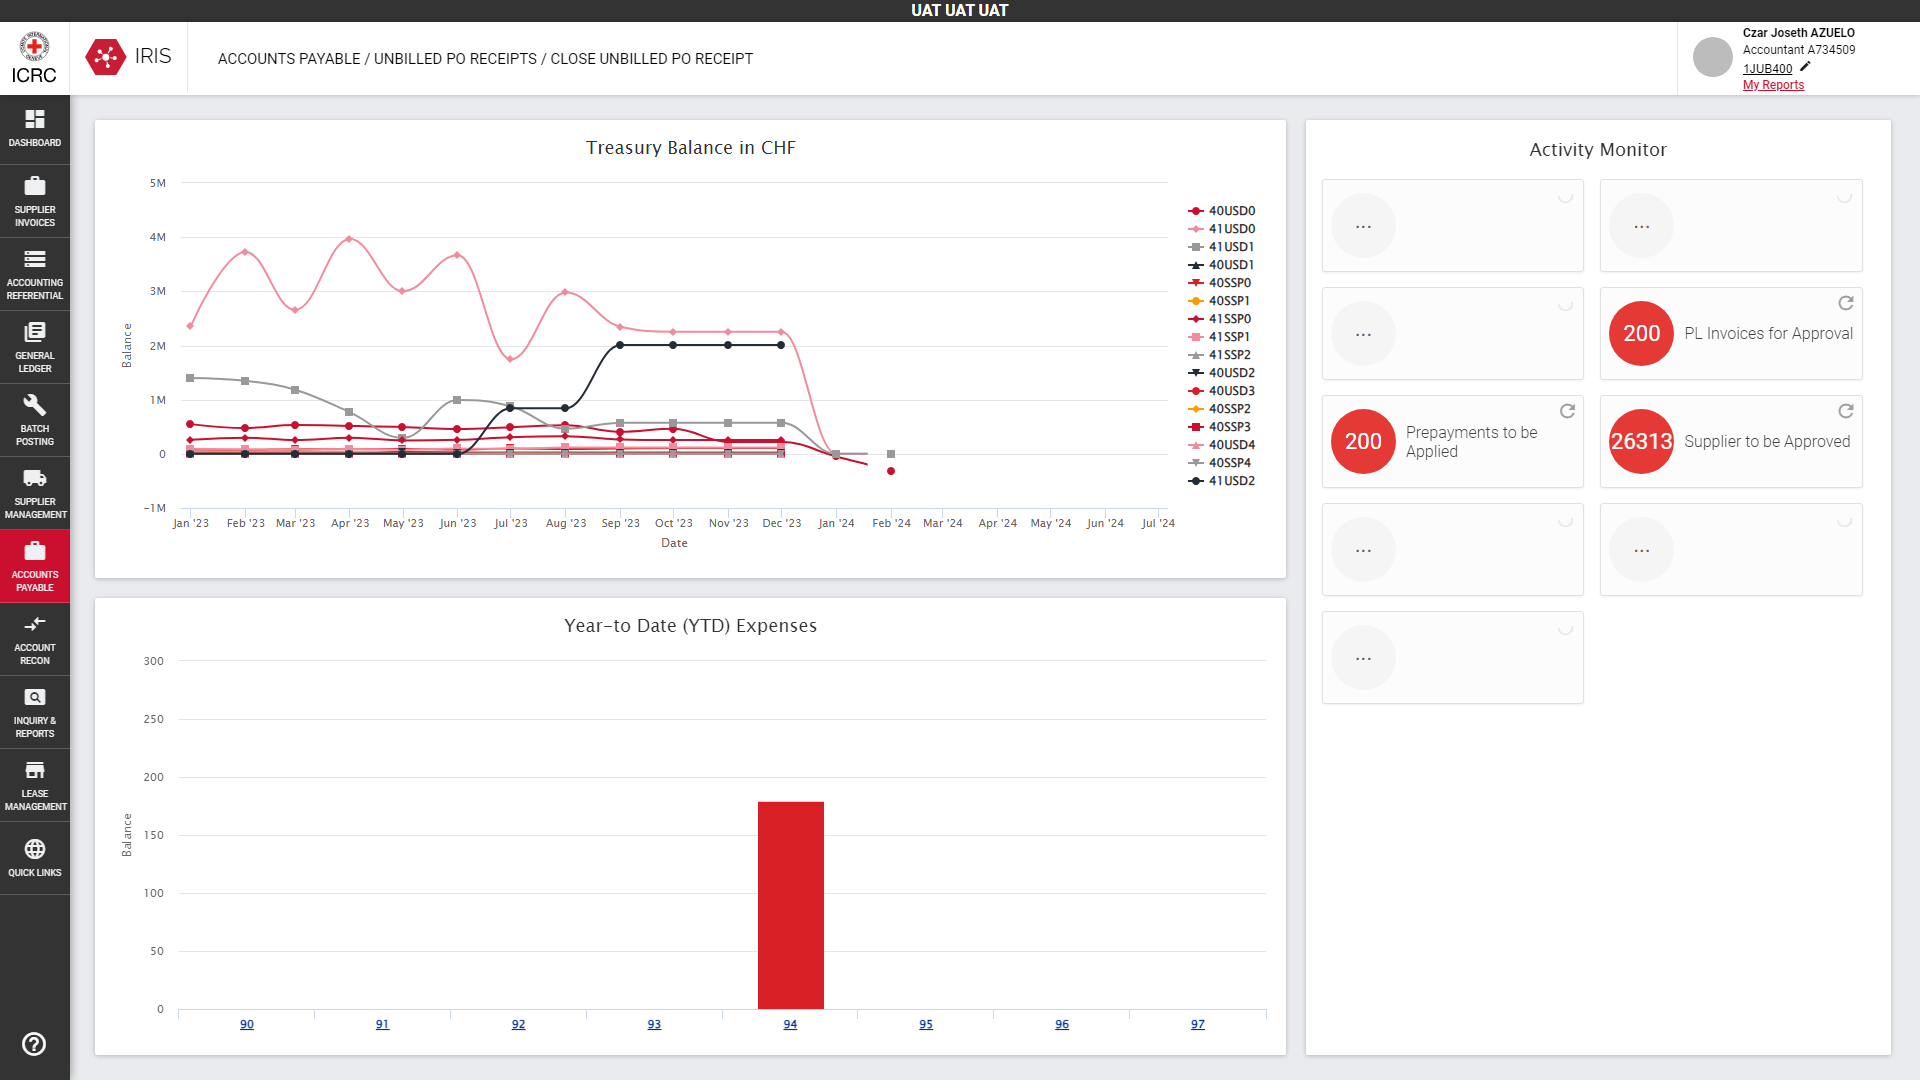 UAT UAT UAT
ICRC
IRIS
ACCOUNTS PAYABLE / UNBILLED PO RECEIPTS / CLOSE UNBILLED PO RECEIPT
Czar Joseth AZUELO
Accountant A734509
1JUB400
My Reports
DASHBOARD
SUPPLIER
INVOICES
ACCOUNTING
REFERENTIAL
GENERAL
LEDGER
BATCH
POSTING
SUPPLIER
MANAGEMENT
ACCOUNTS
PAYABLE
ACCOUNT
RECON
INQUIRY &
REPORTS
LEASE
MANAGEMENT
QUICK LINKS
Treasury Balance in CHF
5M
4M
3M
2M
1M
0
-1M
Balance
Jan '23 Feb '23 Mar '23 Apr '23 May '23 Jun '23 Jul '23 Aug '23 Sep '23 Oct '23 Nov '23 Dec '23 Jan '24 Feb '24 Mar '24 Apr '24 May '24 Jun '24 Jul '24
Date
40USD0
41USD0
41USD1
40USD1
40SSP0
40SSP1
41SSP0
41SSP1
41SSP2
40USD2
40USD3
40SSP2
40SSP3
40USD4
40SSP4
41USD2
Year-to Date (YTD) Expenses
300
250
200
150
100
50
0
Balance
90 91 92 93 94 95 96 97
Activity Monitor
... ...
...
200 PL Invoices for Approval
200 Prepayments to be
Applied
26313 Supplier to be Approved
... ...
...